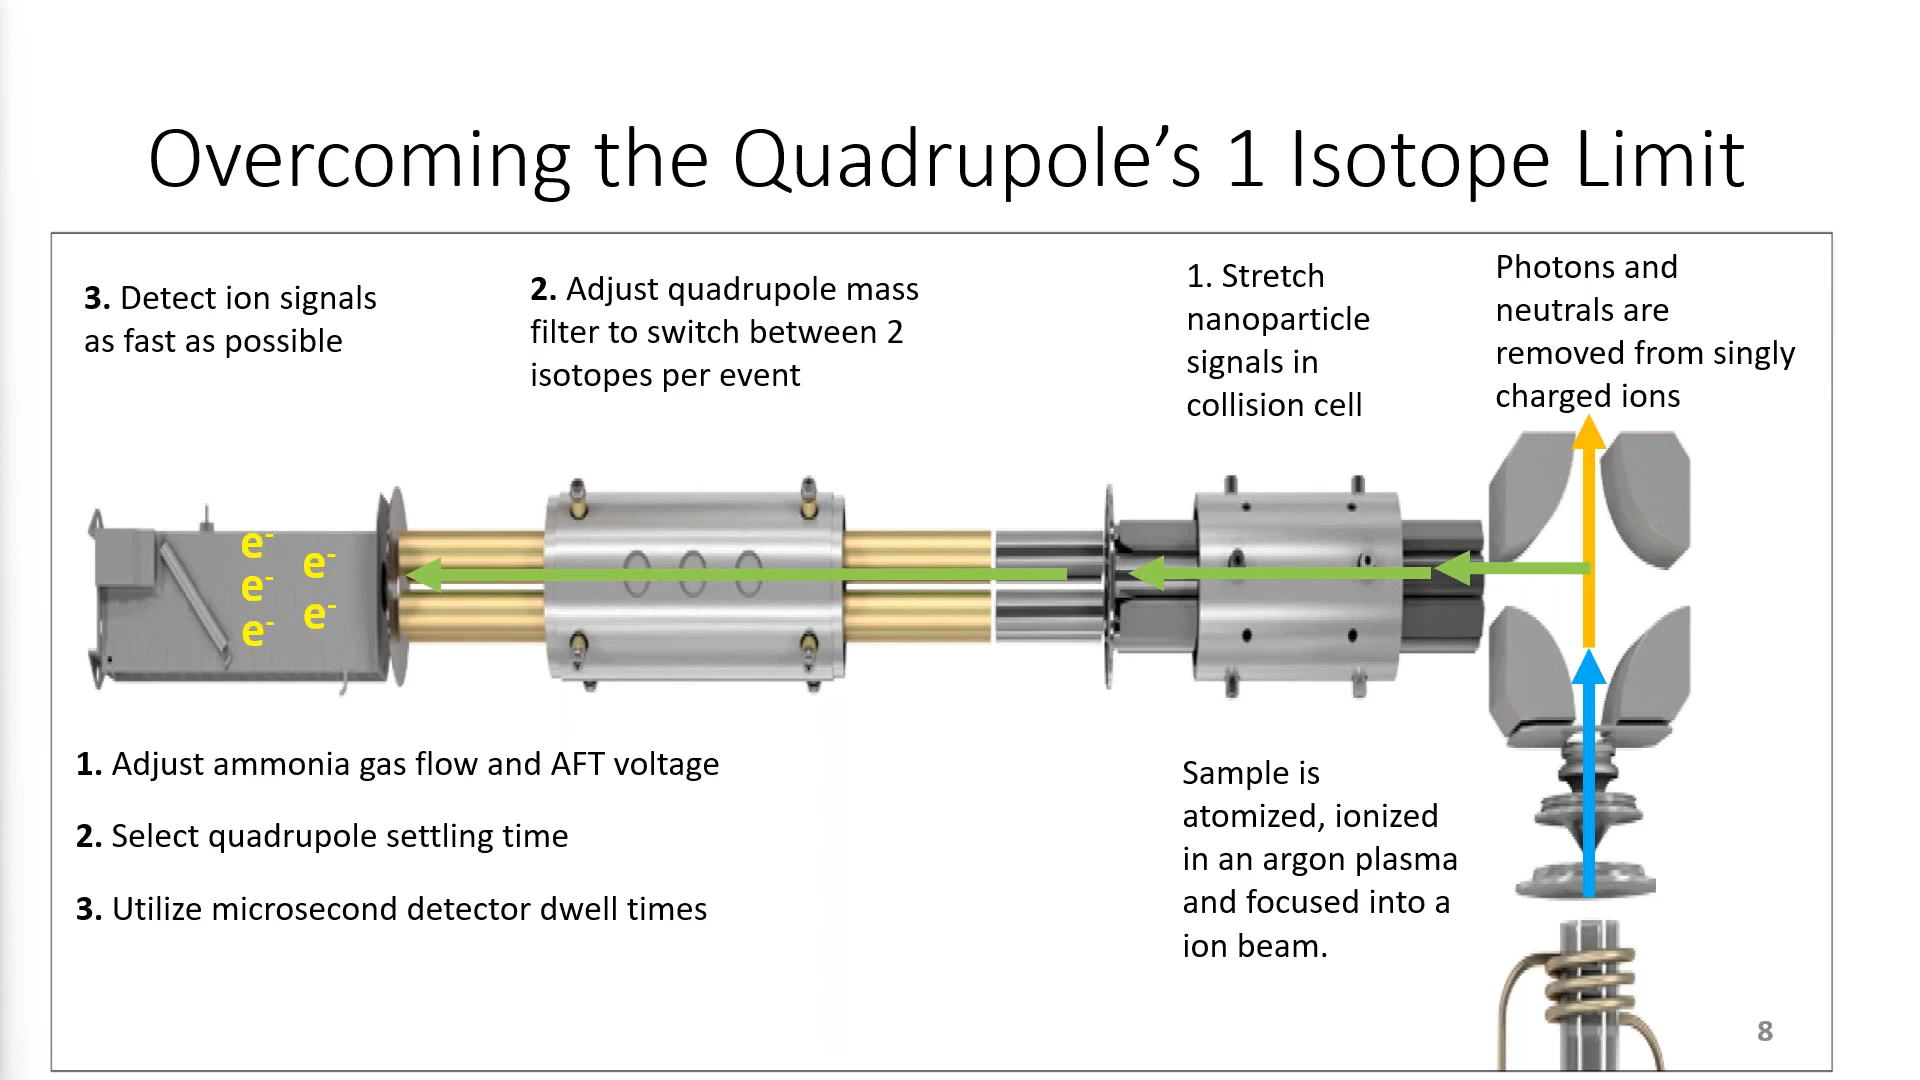 Overcoming the Quadrupole’s 1 Isotope Limit
3. Detect ion signals
as fast as possible
2. Adjust quadrupole mass
filter to switch between 2
isotopes per event
1. Stretch
nanoparticle
signals in
collision cell
Photons and
neutrals are
removed from singly
charged ions
e-
e-
e-
e-
e-
1. Adjust ammonia gas flow and AFT voltage
2. Select quadrupole settling time
3. Utilize microsecond detector dwell times
Sample is
atomized, ionized
in an argon plasma
and focused into a
ion beam.
8